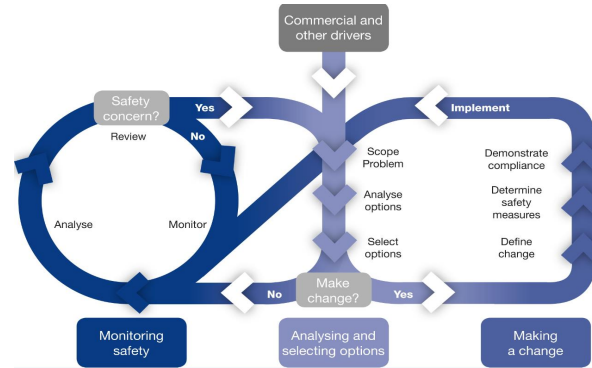 Commercial and
other drivers
Safety
concern?
Yes
Implement
Review
No
Scope
Problem
Demonstrate
compliance
Analyse
options
Determine
safety
measures
Analyse
Monitor
Select
options
Define
change
No
Make
change?
Yes
Monitoring
safety
Analysing and
selecting options
Making
a change